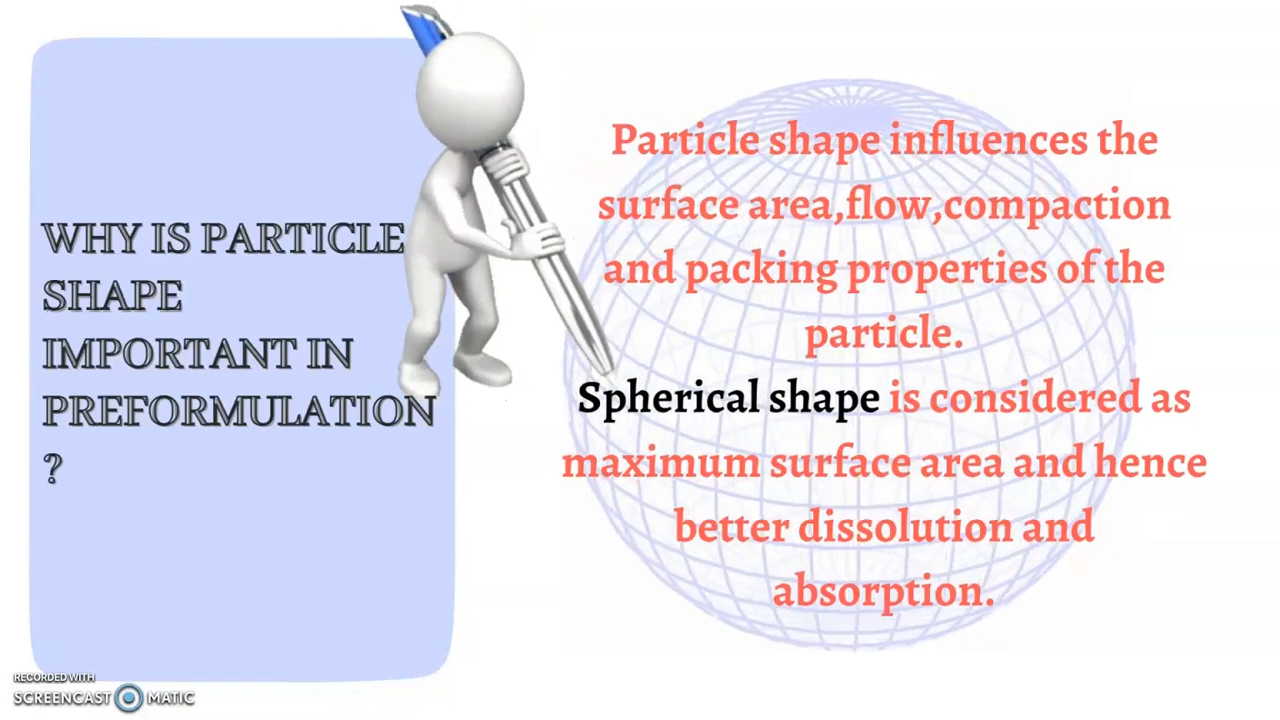 WHY IS PARTICLE
SHAPE
IMPORTANT IN
PREFORMULATION
?
Particle shape influences the
surface area,flow,compaction
and packing properties of the
particle.
Spherical shape is considered as
maximum surface area and hence
better dissolution and
absorption.
RECORDED WITH
SCREENCAST MATIC